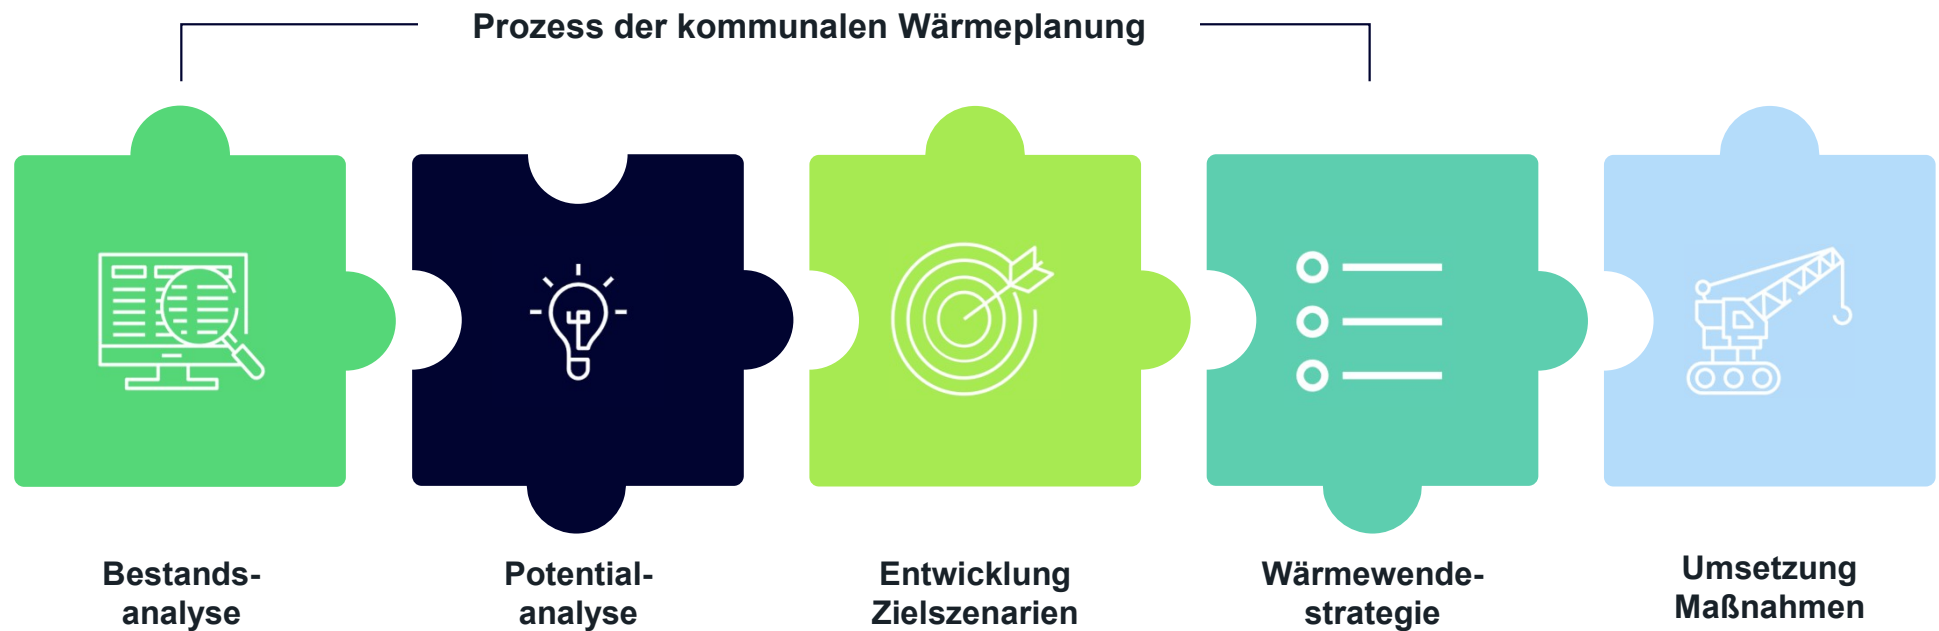 Prozess der kommunalen Wärmeplanung
Bestands-
analyse
Potential-
analyse
Entwicklung
Zielszenarien
Wärmewende-
strategie
Umsetzung
Maßnahmen